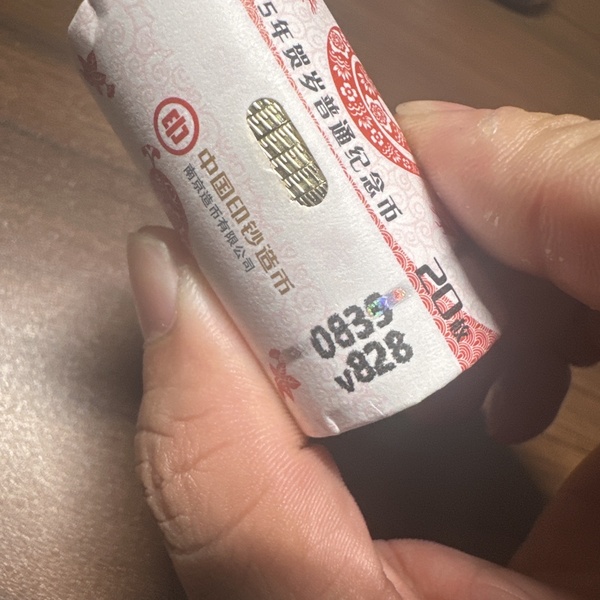 5年贺岁普通纪念币
印
中国印钞造币
南京造币有限公司
20枚
0839
v828